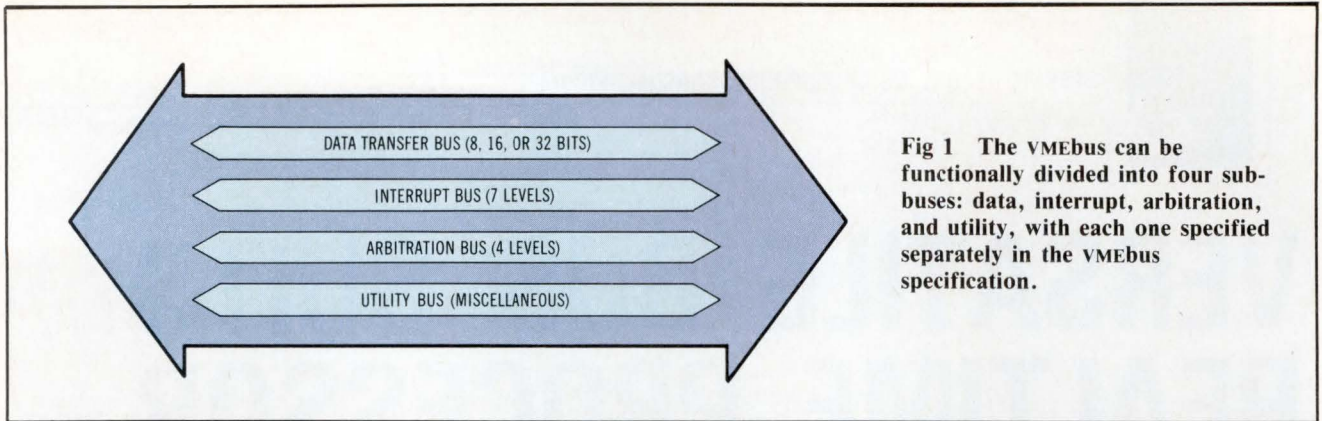 DATA TRANSFER BUS (8, 16, OR 32 BITS)
INTERRUPT BUS (7 LEVELS)
ARBITRATION BUS (4 LEVELS)
UTILITY BUS (MISCELLANEOUS)
Fig 1 The VMEbus can be
functionally divided into four sub-
buses: data, interrupt, arbitration,
and utility, with each one specified
separately in the VMEbus
specification.